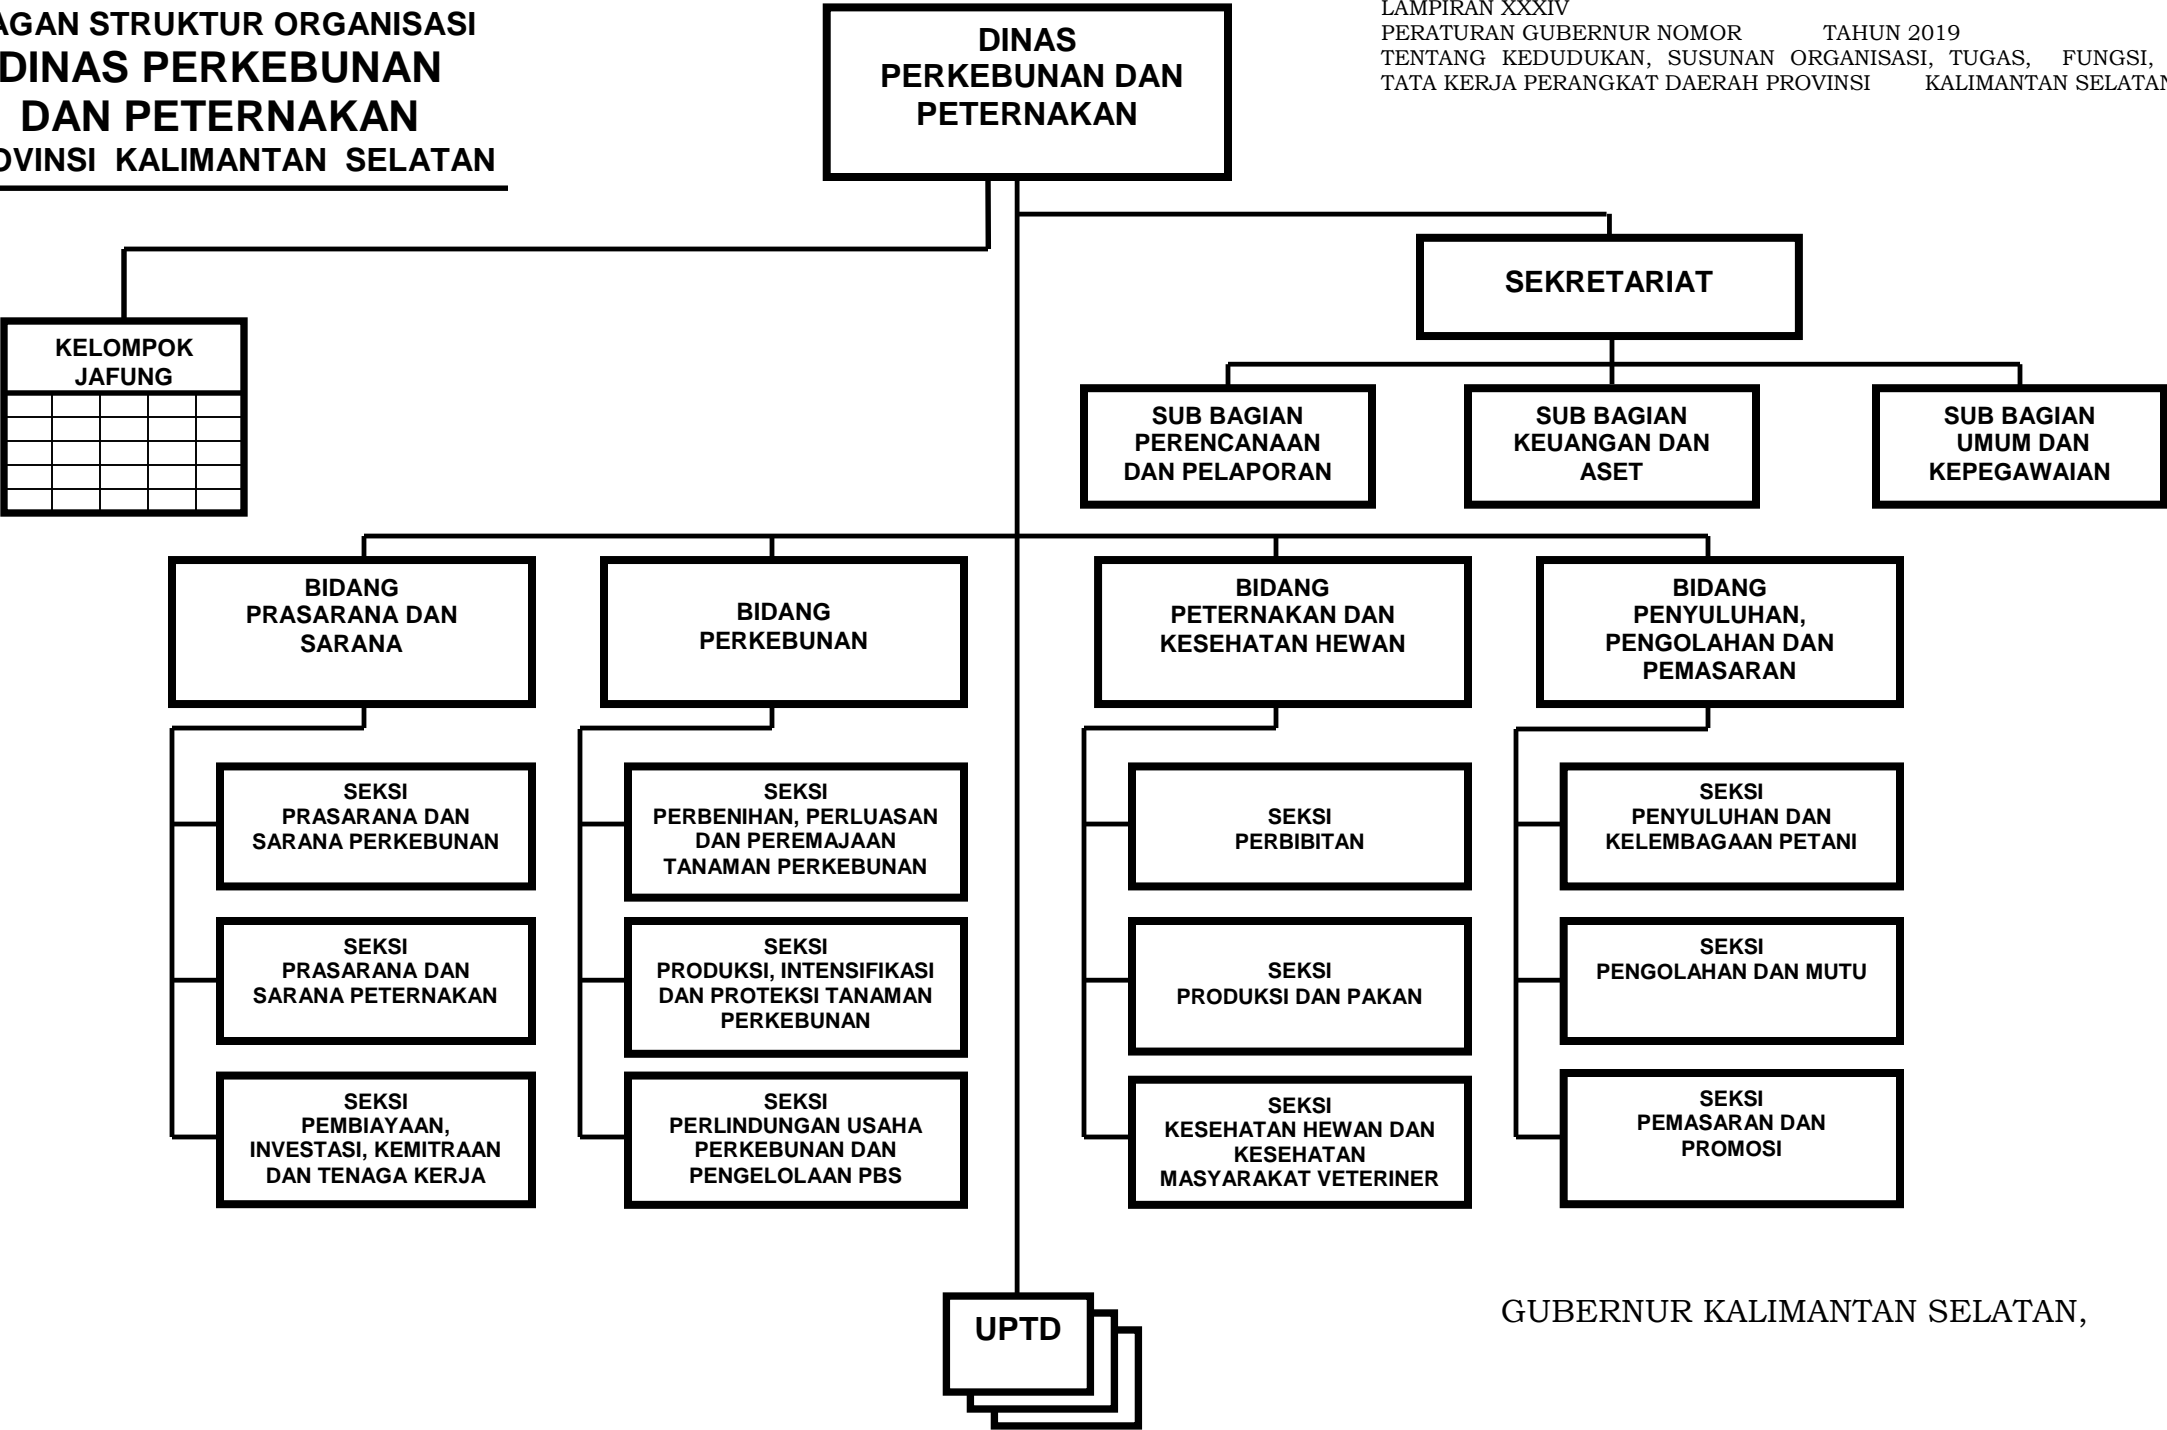 AGAN STRUKTUR ORGANISASI
DINAS PERKEBUNAN
DAN PETERNAKAN
OVINSI KALIMANTAN SELATAN
DINAS
PERKEBUNAN DAN
PETERNAKAN
LAMPIRAN XXXIV
PERATURAN GUBERNUR NOMOR TAHUN 2019
TENTANG KEDUDUKAN, SUSUNAN ORGANISASI, TUGAS, FUNGSI,
TATA KERJA PERANGKAT DAERAH PROVINSI KALIMANTAN SELATAN
SEKRETARIAT
KELOMPOK
JAFUNG
SUB BAGIAN
PERENCANAAN
DAN PELAPORAN
SUB BAGIAN
KEUANGAN DAN
ASET
SUB BAGIAN
UMUM DAN
KEPEGAWAIAN
BIDANG
PRASARANA DAN
SARANA
BIDANG
PERKEBUNAN
BIDANG
PETERNAKAN DAN
KESEHATAN HEWAN
BIDANG
PENYULUHAN,
PENGOLAHAN DAN
PEMASARAN
SEKSI
PRASARANA DAN
SARANA PERKEBUNAN
SEKSI
PERBENIHAN, PERLUASAN
DAN PEREMAJAAN
TANAMAN PERKEBUNAN
SEKSI
PERBIBITAN
SEKSI
PENYULUHAN DAN
KELEMBAGAAN PETANI
SEKSI
PRASARANA DAN
SARANA PETERNAKAN
SEKSI
PRODUKSI, INTENSIFIKASI
DAN PROTEKSI TANAMAN
PERKEBUNAN
SEKSI
PRODUKSI DAN PAKAN
SEKSI
PENGOLAHAN DAN MUTU
SEKSI
PEMBIAYAAN,
INVESTASI, KEMITRAAN
DAN TENAGA KERJA
SEKSI
PERLINDUNGAN USAHA
PERKEBUNAN DAN
PENGELOLAAN PBS
SEKSI
KESEHATAN HEWAN DAN
KESEHATAN
MASYARAKAT VETERINER
SEKSI
PEMASARAN DAN
PROMOSI
UPTD
GUBERNUR KALIMANTAN SELATAN,